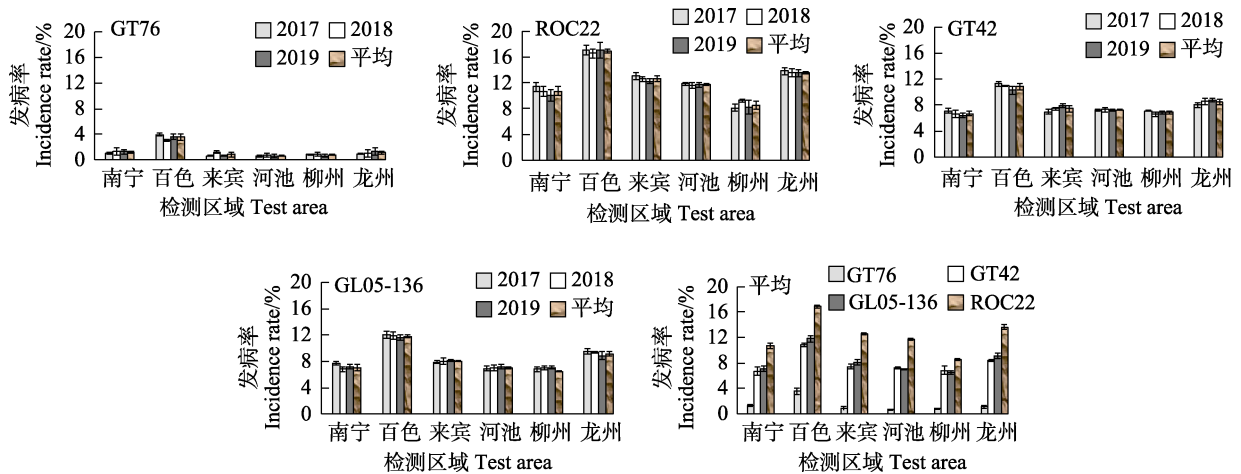 GT76
2017 2018
2019 平均
发病率
Incidence rate/%
20
16
12
8
4
0
南宁 百色 来宾 河池 柳州 龙州
检测区域 Test area
ROC22
2017 2018
2019 平均
发病率
Incidence rate/%
20
16
12
8
4
0
南宁 百色 来宾 河池 柳州 龙州
检测区域 Test area
GT42
2017 2018
2019 平均
发病率
Incidence rate/%
20
16
12
8
4
0
南宁 百色 来宾 河池 柳州 龙州
检测区域 Test area
GL05-136
2017 2018
2019 平均
发病率
Incidence rate/%
20
16
12
8
4
0
南宁 百色 来宾 河池 柳州 龙州
检测区域 Test area
平均
GT76 GT42
GL05-136 ROC22
发病率
Incidence rate/%
20
16
12
8
4
0
南宁 百色 来宾 河池 柳州 龙州
检测区域 Test area